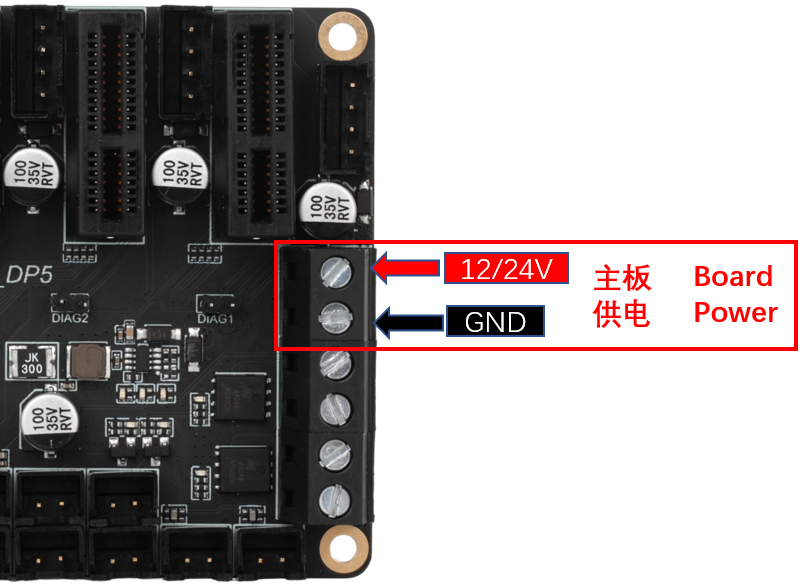 100
35V
RVT
100
35V
RVT
100
35V
RVT
_DP5
12/24V
主板 Board
供电 Power
GND
DIAG2
DIAG1
JK
300
100
35V
RVT